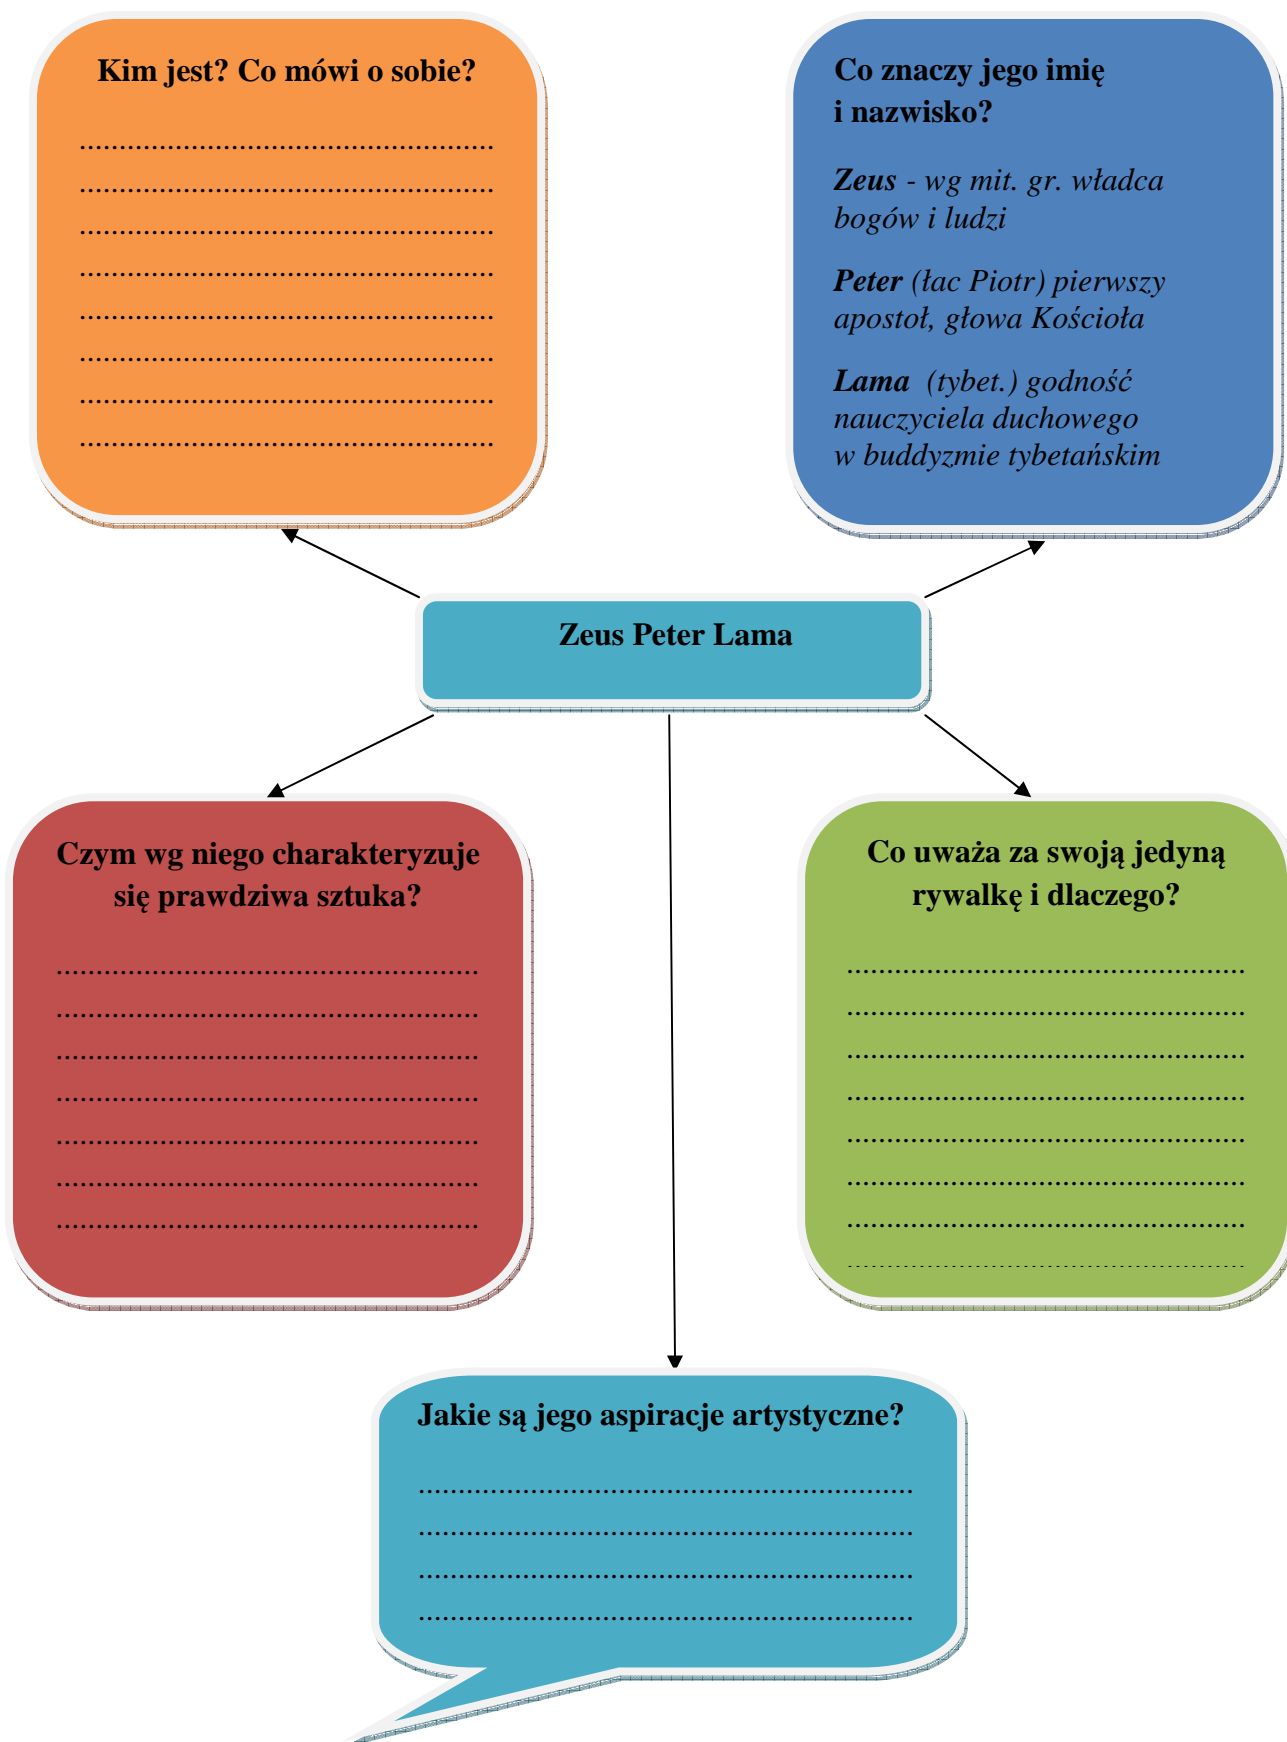 Kim jest? Co mówi o sobie?
....................................................
....................................................
....................................................
....................................................
....................................................
....................................................
....................................................
....................................................
Co znaczy jego imię
i nazwisko?
Zeus - wg mit. gr. władca
bogów i ludzi
Peter (łac Piotr) pierwszy
apostoł, głowa Kościoła
Lama (tybet.) godność
nauczyciela duchowego
w buddyzmie tybetańskim
Zeus Peter Lama
Czym wg niego charakteryzuje
się prawdziwa sztuka?
.....................................................
.....................................................
.....................................................
.....................................................
.....................................................
.....................................................
.....................................................
Co uważa za swoją jedyną
rywalkę i dlaczego?
..................................................
..................................................
..................................................
..................................................
..................................................
..................................................
..................................................
..................................................
Jakie są jego aspiracje artystyczne?
..............................................................
..............................................................
..............................................................
..............................................................